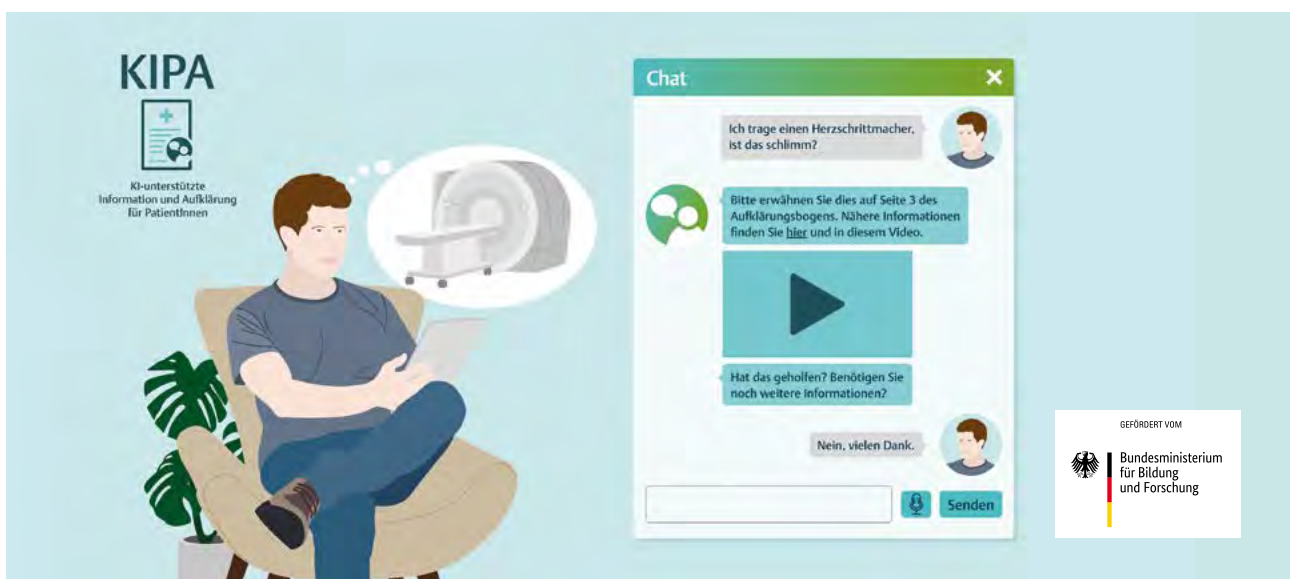 KIPA
KI-unterstützte
Information und Aufklärung
für PatientInnen
Chat
Ich trage einen Herzschrittmacher,
ist das schlimm?
Bitte erwähnen Sie dies auf Seite 3 des
Aufklärungsbogens. Nähere Informationen
finden Sie hier und in diesem Video.
Hat das geholfen? Benötigen Sie
noch weitere Informationen?
Nein, vielen Dank.
Senden
GEFÖRDERT VOM
Bundesministerium
für Bildung
und Forschung